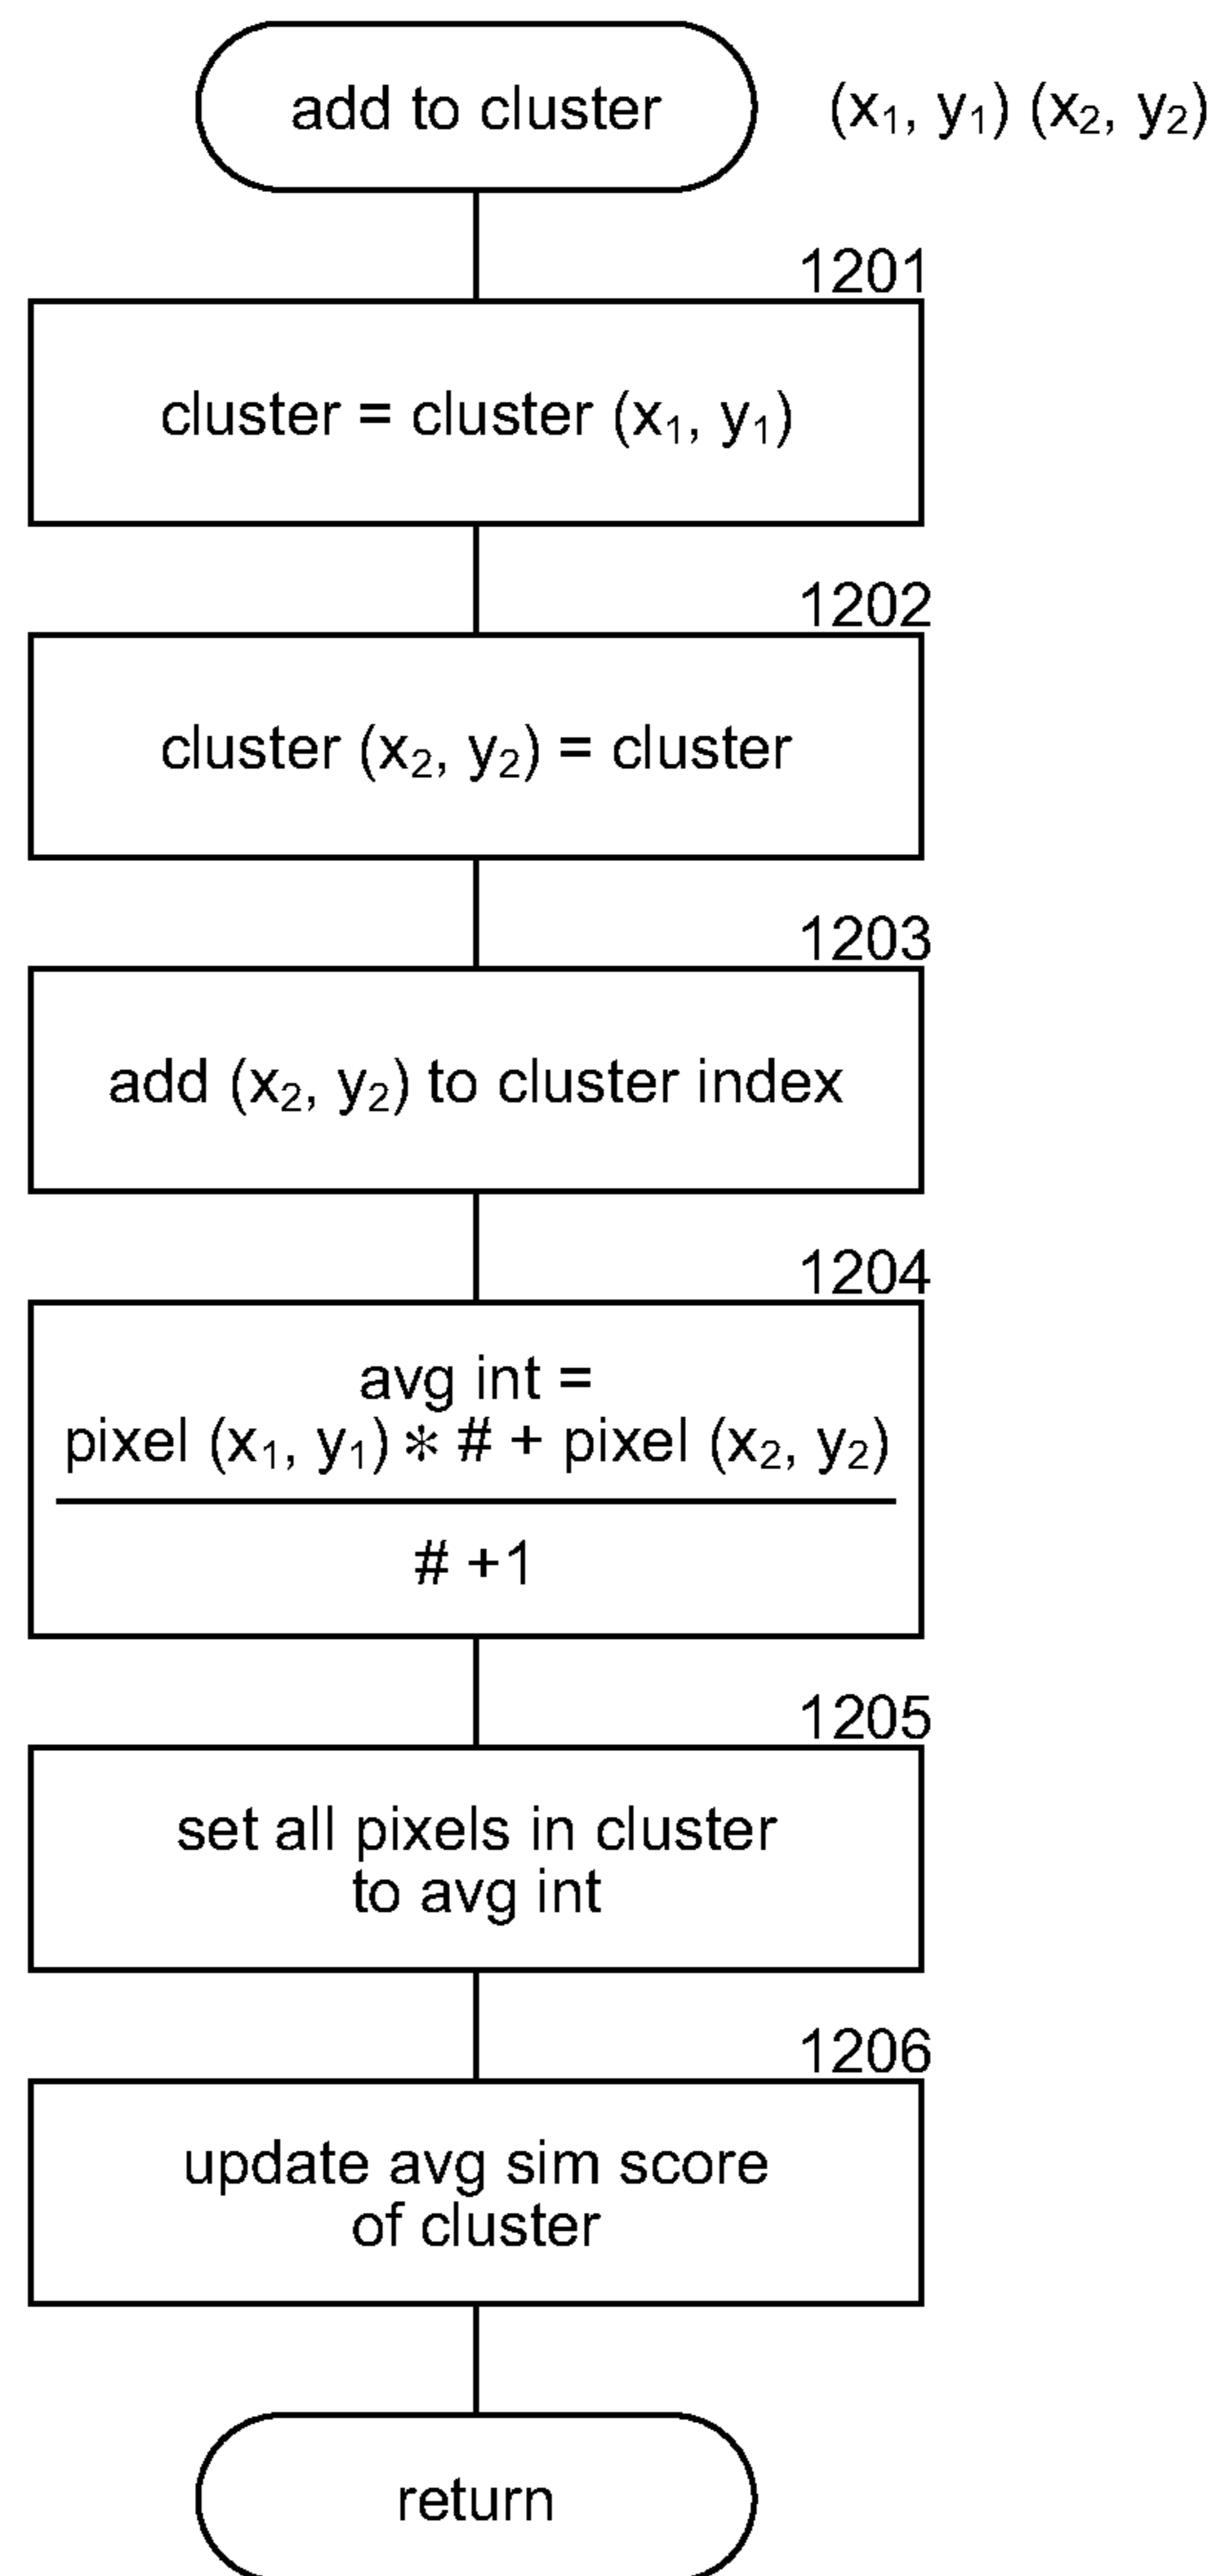 add to cluster (x₁, y₁) (x₂, y₂)
1201
cluster = cluster (x₁, y₁)
1202
cluster (x₂, y₂) = cluster
1203
add (x₂, y₂) to cluster index
1204
avg int =
pixel (x₁, y₁) * # + pixel (x₂, y₂)
# +1
1205
set all pixels in cluster
to avg int
1206
update avg sim score
of cluster
return